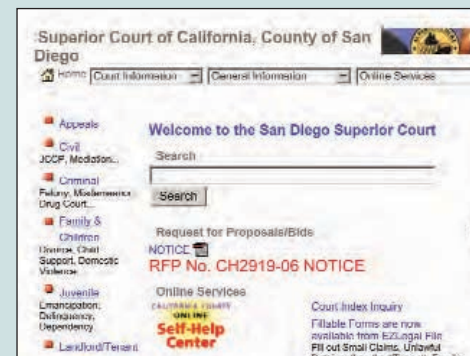 Superior Court of California, County of San
Diego
Home
Court Information
General Information
Online Services
Appeals
Civil
JCCF, Mediation...
Criminal
Felony, Misdemeanor
Drug Court...
Family &
Children
Divorce, Child
Support, Domestic
Violence
Juvenile
Emancipation,
Delinquency,
Dependency
Landlord/Tenant
Welcome to the San Diego Superior Court
Search
Search
Request for Proposals/Bids
NOTICE
RFP No. CH2919-06 NOTICE
Online Services
CALIFORNIA COURTS
ONLINE
Self-Help
Center
Court Index Inquiry
Fillable Forms are now
available from EZLegal File
Fill out Small Claims, Unlawful